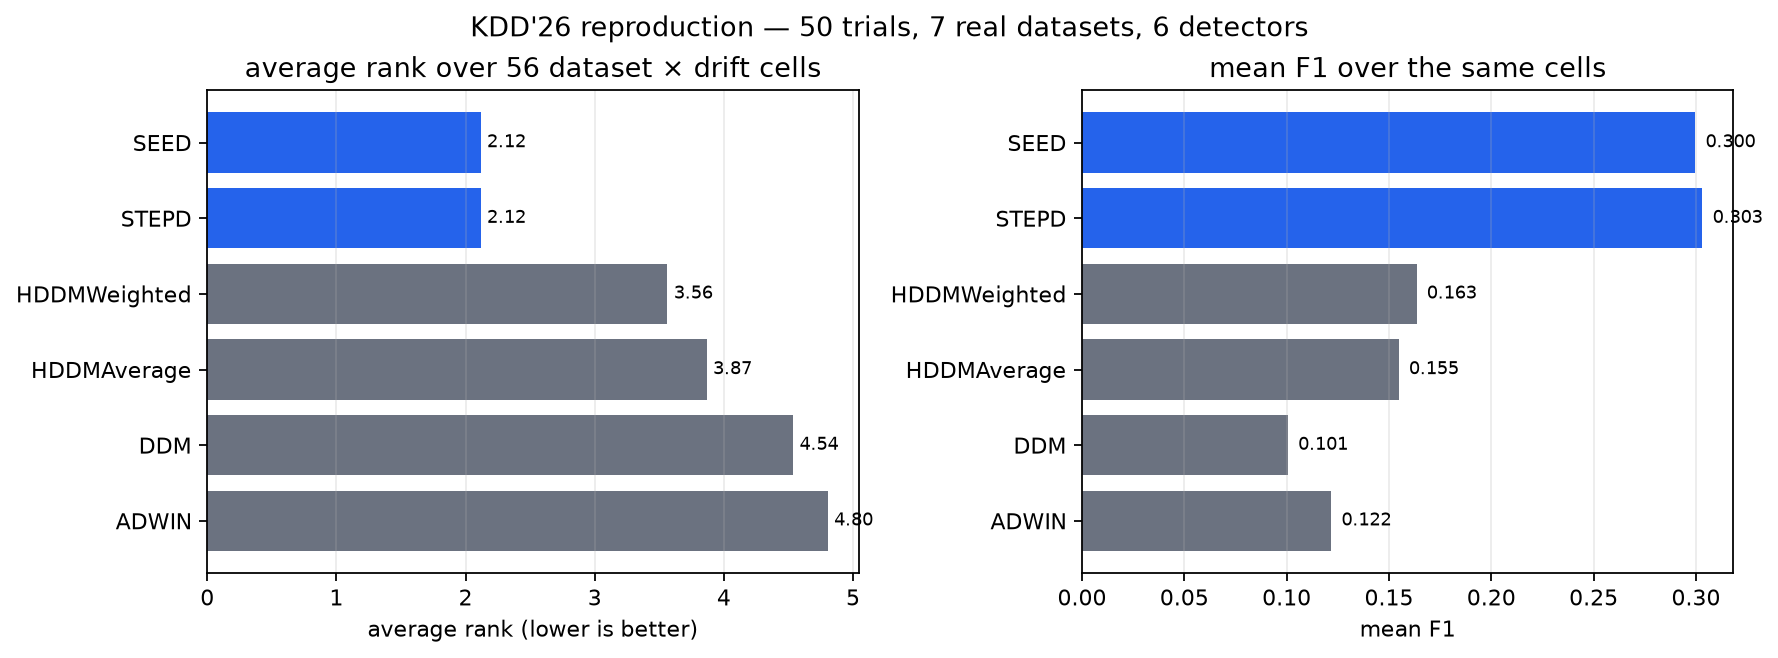 KDD'26 reproduction — 50 trials, 7 real datasets, 6 detectors
average rank over 56 dataset × drift cells
SEED
2.12
STEPD
2.12
HDDMWeighted
3.56
HDDMAverage
3.87
DDM
4.54
ADWIN
4.80
0 1 2 3 4 5
average rank (lower is better)
mean F1 over the same cells
SEED
0.300
STEPD
0.303
HDDMWeighted
0.163
HDDMAverage
0.155
DDM
0.101
ADWIN
0.122
0.00 0.05 0.10 0.15 0.20 0.25 0.30
mean F1